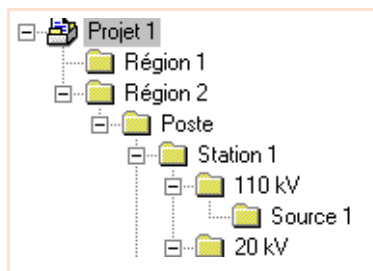 Projet 1
Région 1
Région 2
Poste
Station 1
110 kV
Source 1
20 kV